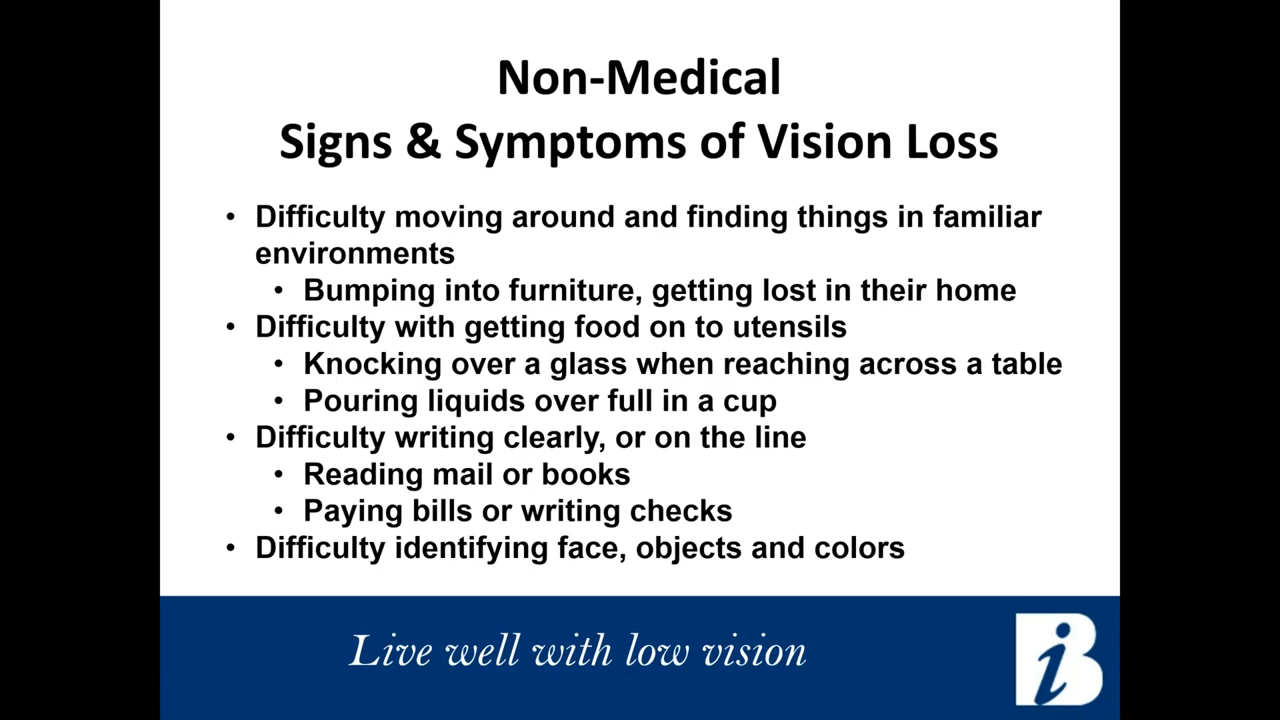 Non-Medical
Signs & Symptoms of Vision Loss
• Difficulty moving around and finding things in familiar
environments
• Bumping into furniture, getting lost in their home
• Difficulty with getting food on to utensils
• Knocking over a glass when reaching across a table
• Pouring liquids over full in a cup
• Difficulty writing clearly, or on the line
• Reading mail or books
• Paying bills or writing checks
• Difficulty identifying face, objects and colors
Live well with low vision
iB